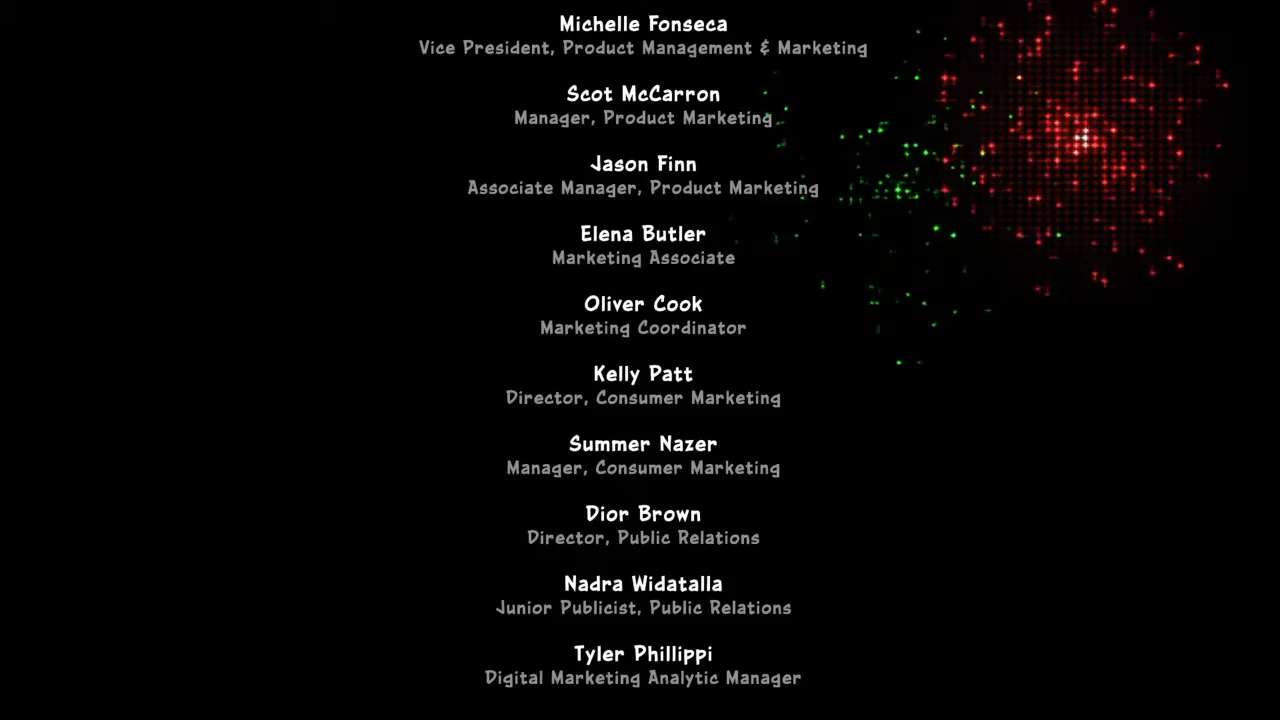 Michelle Fonseca
Vice President, Product Management & Marketing
Scot McCarron
Manager, Product Marketing
Jason Finn
Associate Manager, Product Marketing
Elena Butler
Marketing Associate
Oliver Cook
Marketing Coordinator
Kelly Patt
Director, Consumer Marketing
Summer Nazer
Manager, Consumer Marketing
Dior Brown
Director, Public Relations
Nadra Widatalla
Junior Publicist, Public Relations
Tyler Phillippi
Digital Marketing Analytic Manager